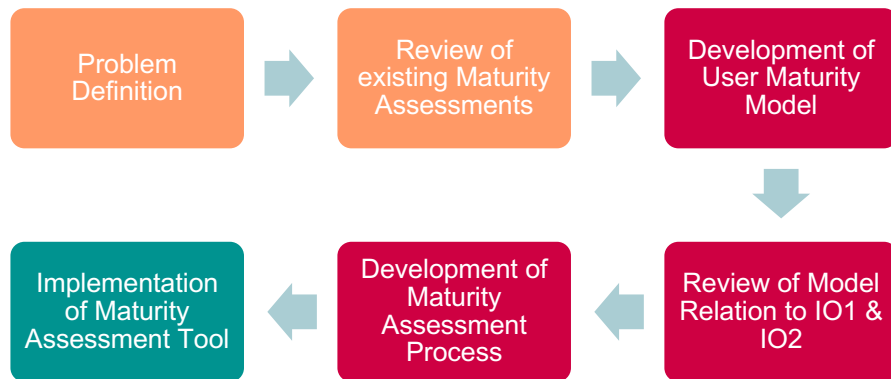 Problem
Definition
Review of
existing Maturity
Assessments
Development of
User Maturity
Model
Implementation
of Maturity
Assessment Tool
Development of
Maturity
Assessment
Process
Review of Model
Relation to IO1 &
IO2